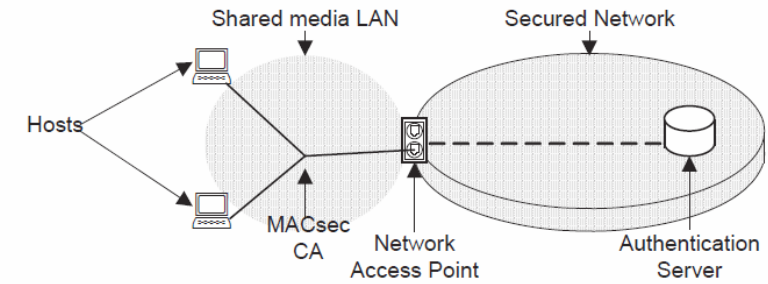 Shared media LAN
Secured Network
Hosts
MACsec
CA
Network
Access Point
Authentication
Server